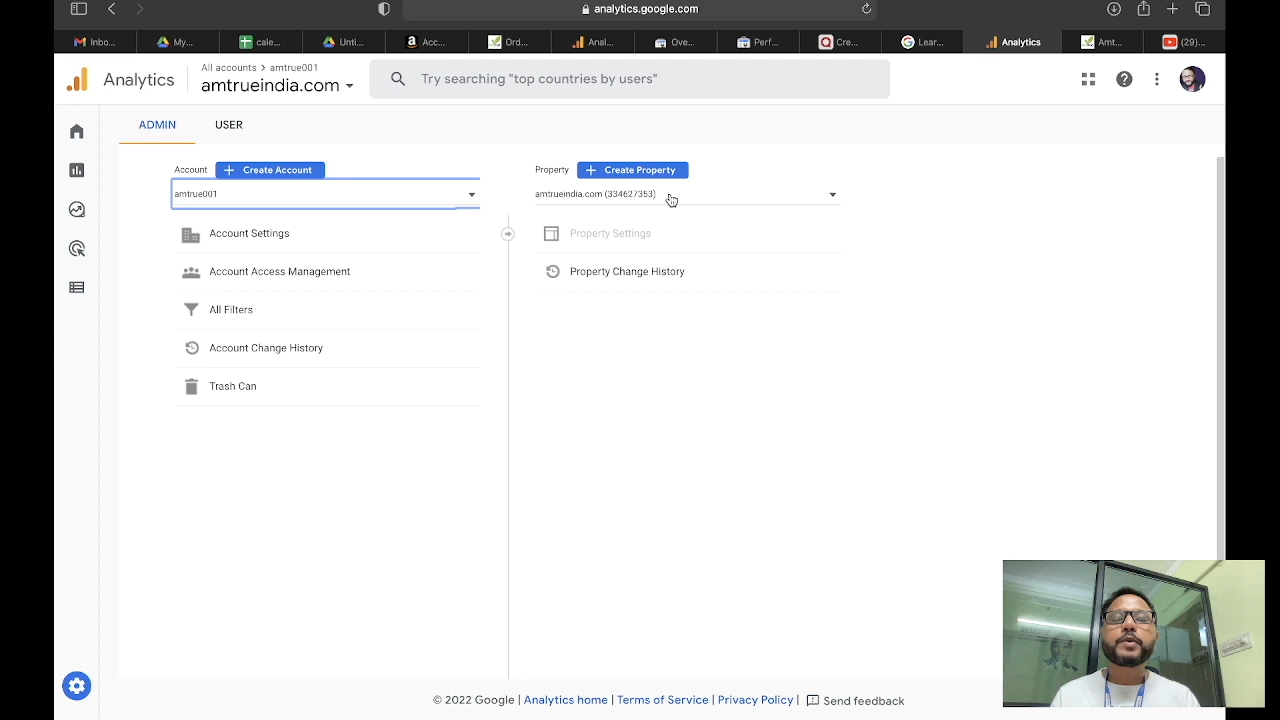 analytics.google.com
Inbo...
My...
cale...
Unti...
Acc...
Ord...
Anal...
Ove...
Perf...
Cre...
Lear...
Analytics
Amt...
(29)...
Analytics
All accounts > amtrue001
amtrueindia.com
Try searching "top countries by users"
ADMIN
USER
Account
Create Account
Property
Create Property
amtrue001
amtrueindia.com (334627353)
Account Settings
Property Settings
Account Access Management
Property Change History
All Filters
Account Change History
Trash Can
© 2022 Google | Analytics home | Terms of Service | Privacy Policy | Send feedback